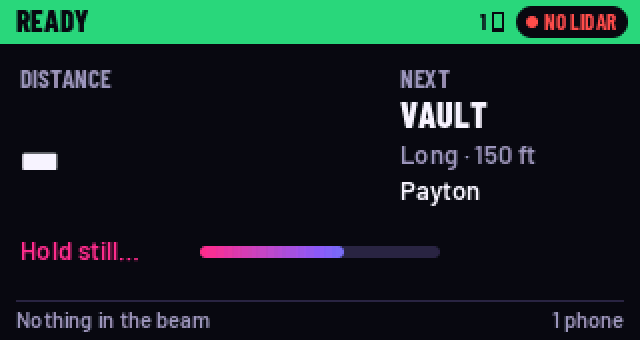 READY
1
NO LIDAR
DISTANCE
NEXT
VAULT
Long · 150 ft
Payton
Hold still...
Nothing in the beam
1 phone